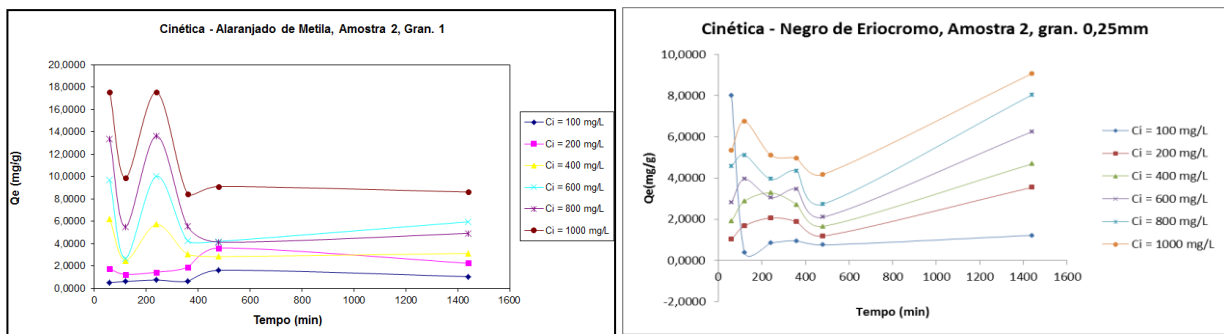 Cinética - Alaranjado de Metila, Amostra 2, Gran. 1
Qe (mg/g)
20,0000
18,0000
16,0000
14,0000
12,0000
10,0000
8,0000
6,0000
4,0000
2,0000
0,0000
0 200 400 600 800 1000 1200 1400 1600
Tempo (min)
Ci = 100 mg/L
Ci = 200 mg/L
Ci = 400 mg/L
Ci = 600 mg/L
Ci = 800 mg/L
Ci = 1000 mg/L
Cinética - Negro de Eriocromo, Amostra 2, gran. 0,25mm
Qe(mg/g)
10,0000
8,0000
6,0000
4,0000
2,0000
0,0000
-2,0000
0 200 400 600 800 1000 1200 1400 1600
Tempo (min)
Ci = 100 mg/L
Ci = 200 mg/L
Ci = 400 mg/L
Ci = 600 mg/L
Ci = 800 mg/L
Ci = 1000 mg/L